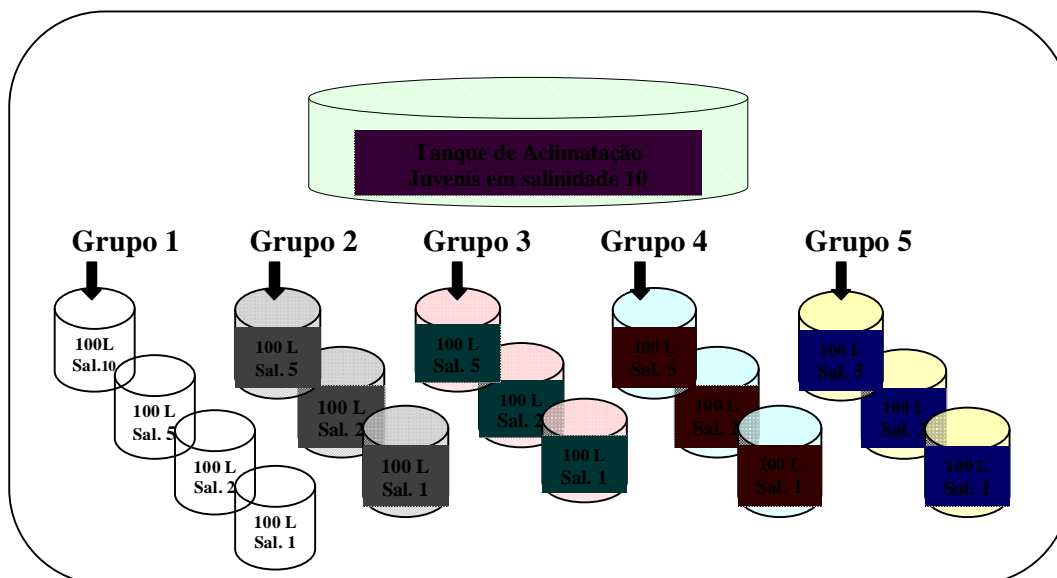 Tanque de Aclimatação
Juvenis em salinidade 10
Grupo 1
Grupo 2
Grupo 3
Grupo 4
Grupo 5
100L
Sal.10
100 L
Sal. 5
100 L
Sal. 2
100 L
Sal. 1
100 L
Sal. 5
100 L
Sal. 2
100 L
Sal. 1
100 L
Sal. 5
100 L
Sal. 2
100 L
Sal. 1
100 L
Sal. 5
100 L
Sal. 2
100 L
Sal. 1
100 L
Sal. 5
100 L
Sal. 2
100 L
Sal. 1